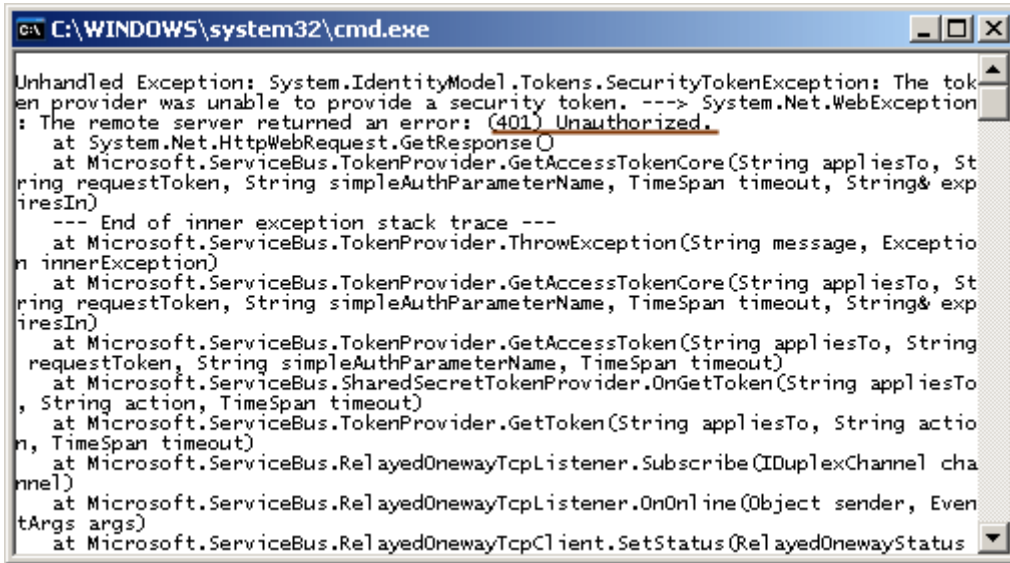 C:\WINDOWS\system32\cmd.exe
Unhandled Exception: System.IdentityModel.Tokens.SecurityTokenException: The tok
en provider was unable to provide a security token. ---> System.Net.WebException
: The remote server returned an error: (401) Unauthorized.
   at System.Net.HttpWebRequest.GetResponse()
   at Microsoft.ServiceBus.TokenProvider.GetAccessTokenCore(String appliesTo, St
ring requestToken, String simpleAuthParameterName, TimeSpan timeout, String& exp
iresIn)
   --- End of inner exception stack trace ---
   at Microsoft.ServiceBus.TokenProvider.ThrowException(String message, Exceptio
n innerException)
   at Microsoft.ServiceBus.TokenProvider.GetAccessTokenCore(String appliesTo, St
ring requestToken, String simpleAuthParameterName, TimeSpan timeout, String& exp
iresIn)
   at Microsoft.ServiceBus.TokenProvider.GetAccessToken(String appliesTo, String
 requestToken, String simpleAuthParameterName, TimeSpan timeout)
   at Microsoft.ServiceBus.SharedSecretTokenProvider.OnGetToken(String appliesTo
, String action, TimeSpan timeout)
   at Microsoft.ServiceBus.TokenProvider.GetToken(String appliesTo, String actio
n, TimeSpan timeout)
   at Microsoft.ServiceBus.RelayedOnewayTcpListener.Subscribe(IDuplexChannel cha
nnel)
   at Microsoft.ServiceBus.RelayedOnewayTcpListener.OnOnline(Object sender, Even
tArgs args)
   at Microsoft.ServiceBus.RelayedOnewayTcpClient.SetStatus(RelayedOnewayStatus